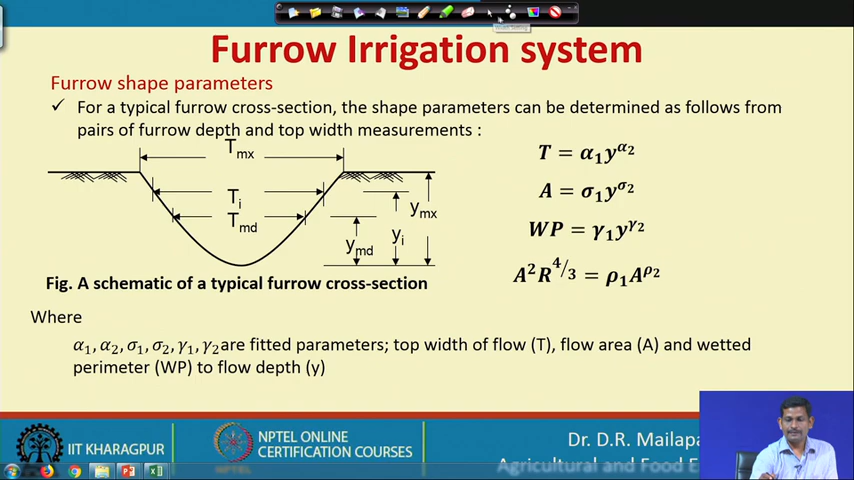 Furrow Irrigation system
Furrow shape parameters
✓ For a typical furrow cross-section, the shape parameters can be determined as follows from
pairs of furrow depth and top width measurements :
T_mx
T_i
T_md
y_mx
y_i
y_md
T = α₁y^α₂
A = σ₁y^σ₂
WP = γ₁y^γ₂
A²R^4/3 = ρ₁A^ρ₂
Fig. A schematic of a typical furrow cross-section
Where
α₁, α₂, σ₁, σ₂, γ₁, γ₂ are fitted parameters; top width of flow (T), flow area (A) and wetted
perimeter (WP) to flow depth (y)
IIT KHARAGPUR
NPTEL ONLINE
CERTIFICATION COURSES
Dr. D.R. Mailapa
Agricultural and Food E